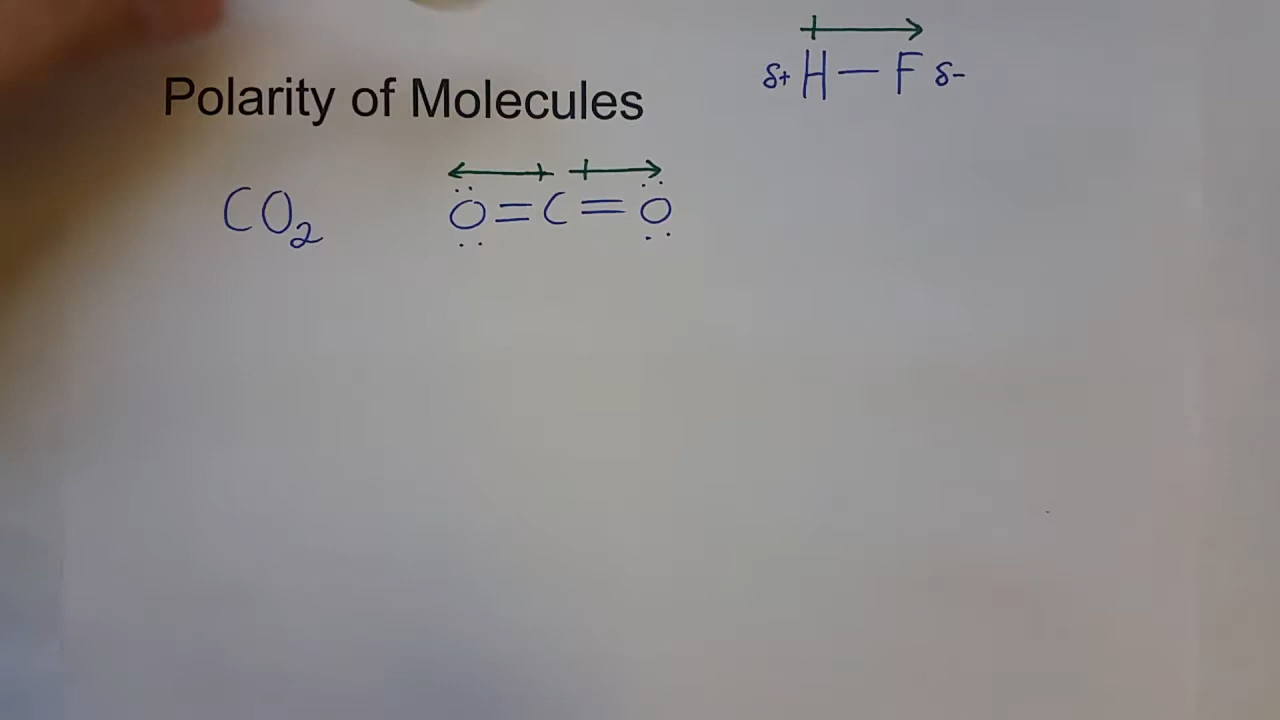 δ+ H — F δ-
Polarity of Molecules
CO₂ O=C=O